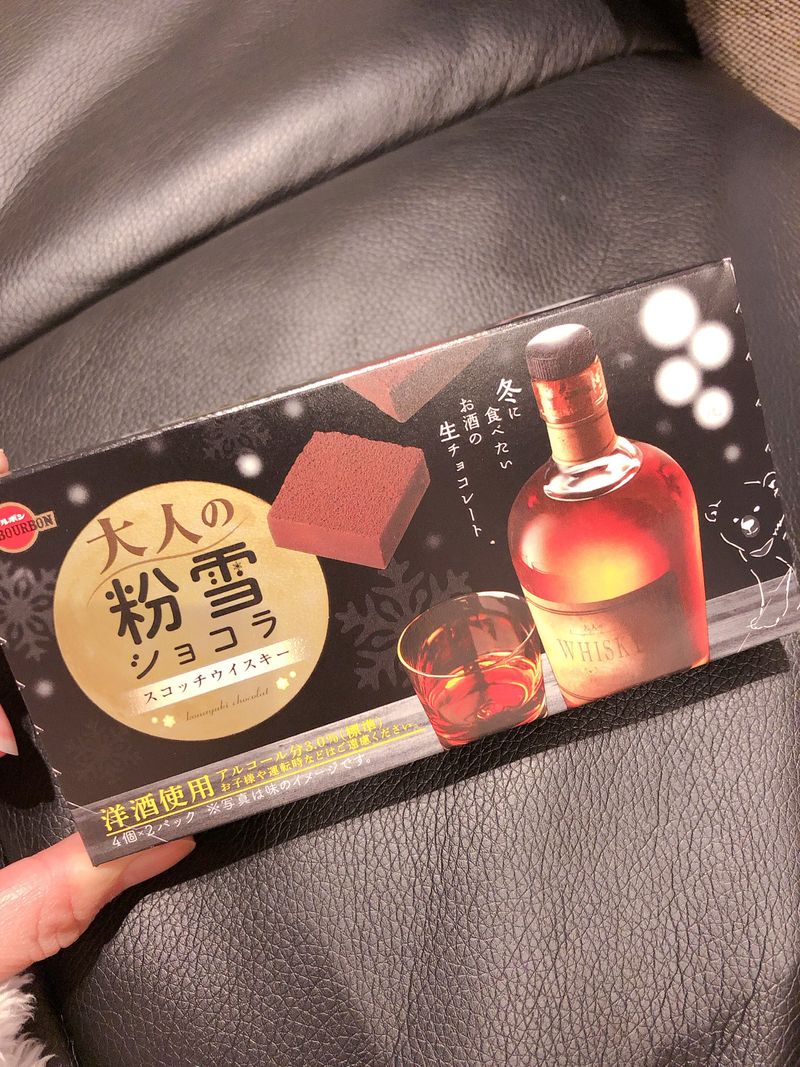 ルボン
BOURBON
大人の
粉雪
ショコラ
スコッチウイスキー
konayuki chocolat
冬に
食べたい
お酒の
生チョコレート。
WHISKY
洋酒使用
アルコール分3.0%(標準)
お子様や運転時などはご遠慮ください。
4個×2パック ※写真は味のイメージです。